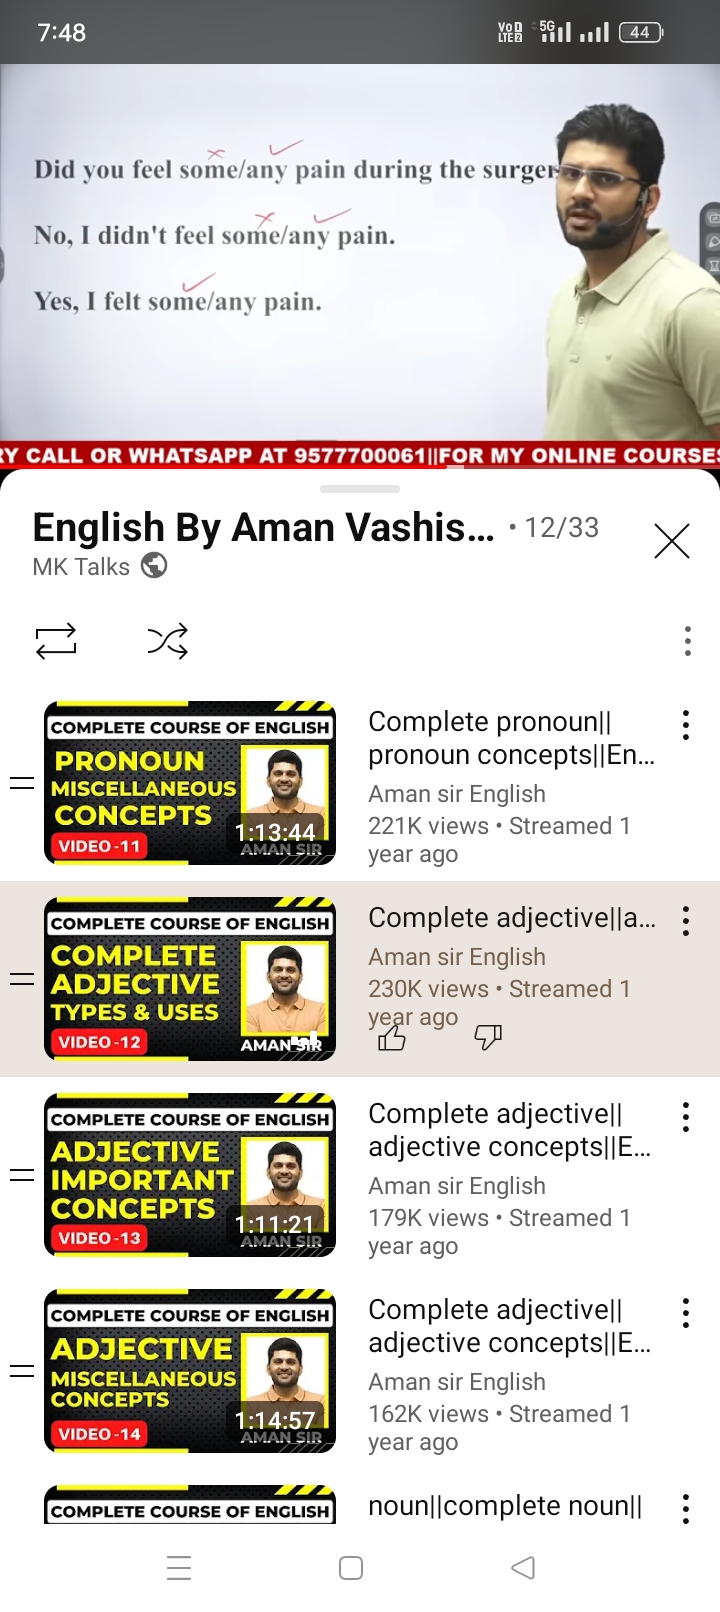 7:48
VoD LTE2 5G 44
Did you feel some/any pain during the surger
No, I didn't feel some/any pain.
Yes, I felt some/any pain.
RY CALL OR WHATSAPP AT 9577700061||FOR MY ONLINE COURSES
English By Aman Vashis... • 12/33
MK Talks
COMPLETE COURSE OF ENGLISH
PRONOUN
MISCELLANEOUS
CONCEPTS
VIDEO-11
1:13:44
AMAN SIR
Complete pronoun||
pronoun concepts||En...
Aman sir English
221K views • Streamed 1
year ago
COMPLETE COURSE OF ENGLISH
COMPLETE
ADJECTIVE
TYPES & USES
VIDEO-12
AMAN SIR
Complete adjective||a...
Aman sir English
230K views • Streamed 1
year ago
COMPLETE COURSE OF ENGLISH
ADJECTIVE
IMPORTANT
CONCEPTS
VIDEO-13
1:11:21
AMAN SIR
Complete adjective||
adjective concepts||E...
Aman sir English
179K views • Streamed 1
year ago
COMPLETE COURSE OF ENGLISH
ADJECTIVE
MISCELLANEOUS
CONCEPTS
VIDEO-14
1:14:57
AMAN SIR
Complete adjective||
adjective concepts||E...
Aman sir English
162K views • Streamed 1
year ago
COMPLETE COURSE OF ENGLISH
noun||complete noun||